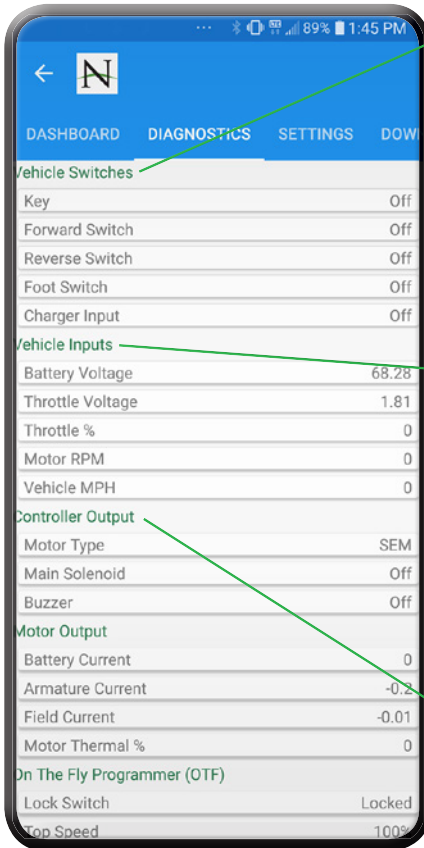 ... 89% 1:45 PM
N
DASHBOARD DIAGNOSTICS SETTINGS DOW
Vehicle Switches
Key Off
Forward Switch Off
Reverse Switch Off
Foot Switch Off
Charger Input Off
Vehicle Inputs
Battery Voltage 68.28
Throttle Voltage 1.81
Throttle % 0
Motor RPM 0
Vehicle MPH 0
Controller Output
Motor Type SEM
Main Solenoid Off
Buzzer Off
Motor Output
Battery Current 0
Armature Current -0.2
Field Current -0.01
Motor Thermal % 0
On The Fly Programmer (OTF)
Lock Switch Locked
Top Speed 100%